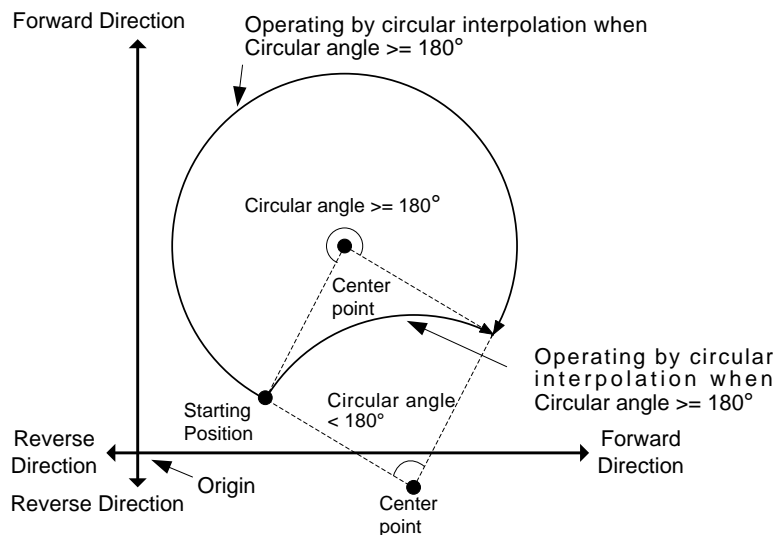 Forward Direction
Operating by circular interpolation when
Circular angle >= 180°
Circular angle >= 180°
Center
point
Operating by circular
interpolation when
Circular angle >= 180°
Circular angle
< 180°
Starting
Position
Reverse
Direction
Forward
Direction
Origin
Reverse Direction
Center
point